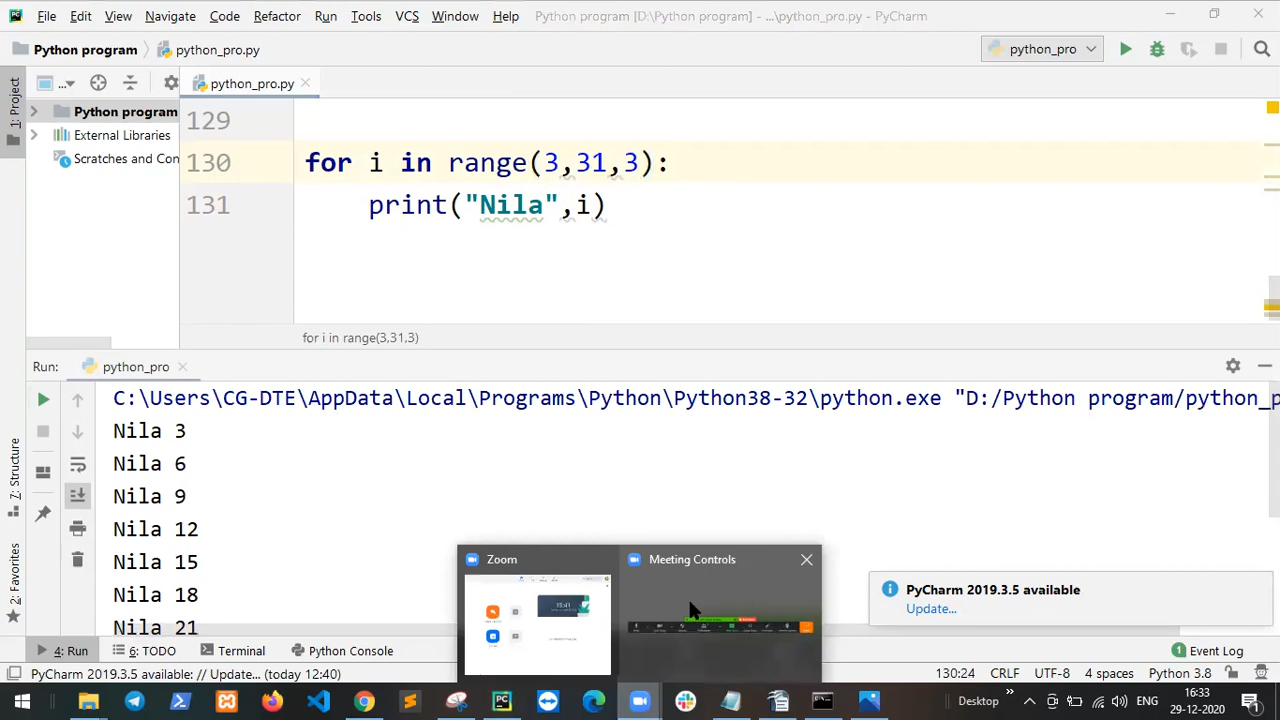 File Edit View Navigate Code Refactor Run Tools VCS Window Help Python program [D:\Python program] - ...\python_pro.py - PyCharm
Python program python_pro.py python_pro
1: Project ... python_pro.py
Python program
External Libraries
Scratches and Con
129
130 for i in range(3,31,3):
131 print("Nila",i)
for i in range(3,31,3)
Run: python_pro
C:\Users\CG-DTE\AppData\Local\Programs\Python\Python38-32\python.exe "D:/Python program/python_p
Nila 3
Nila 6
Nila 9
Nila 12
Nila 15
Nila 18
Nila 21
7: Structure
2: Favorites
Zoom Meeting Controls
PyCharm 2019.3.5 available
Update...
4: Run 6: TODO Terminal Python Console Event Log
PyCharm 2019.3.5 available: // Update... (today 12:40) 130:24 CRLF UTF-8 4 spaces Python 3.8
Desktop » ENG 16:33
29-12-2020 1